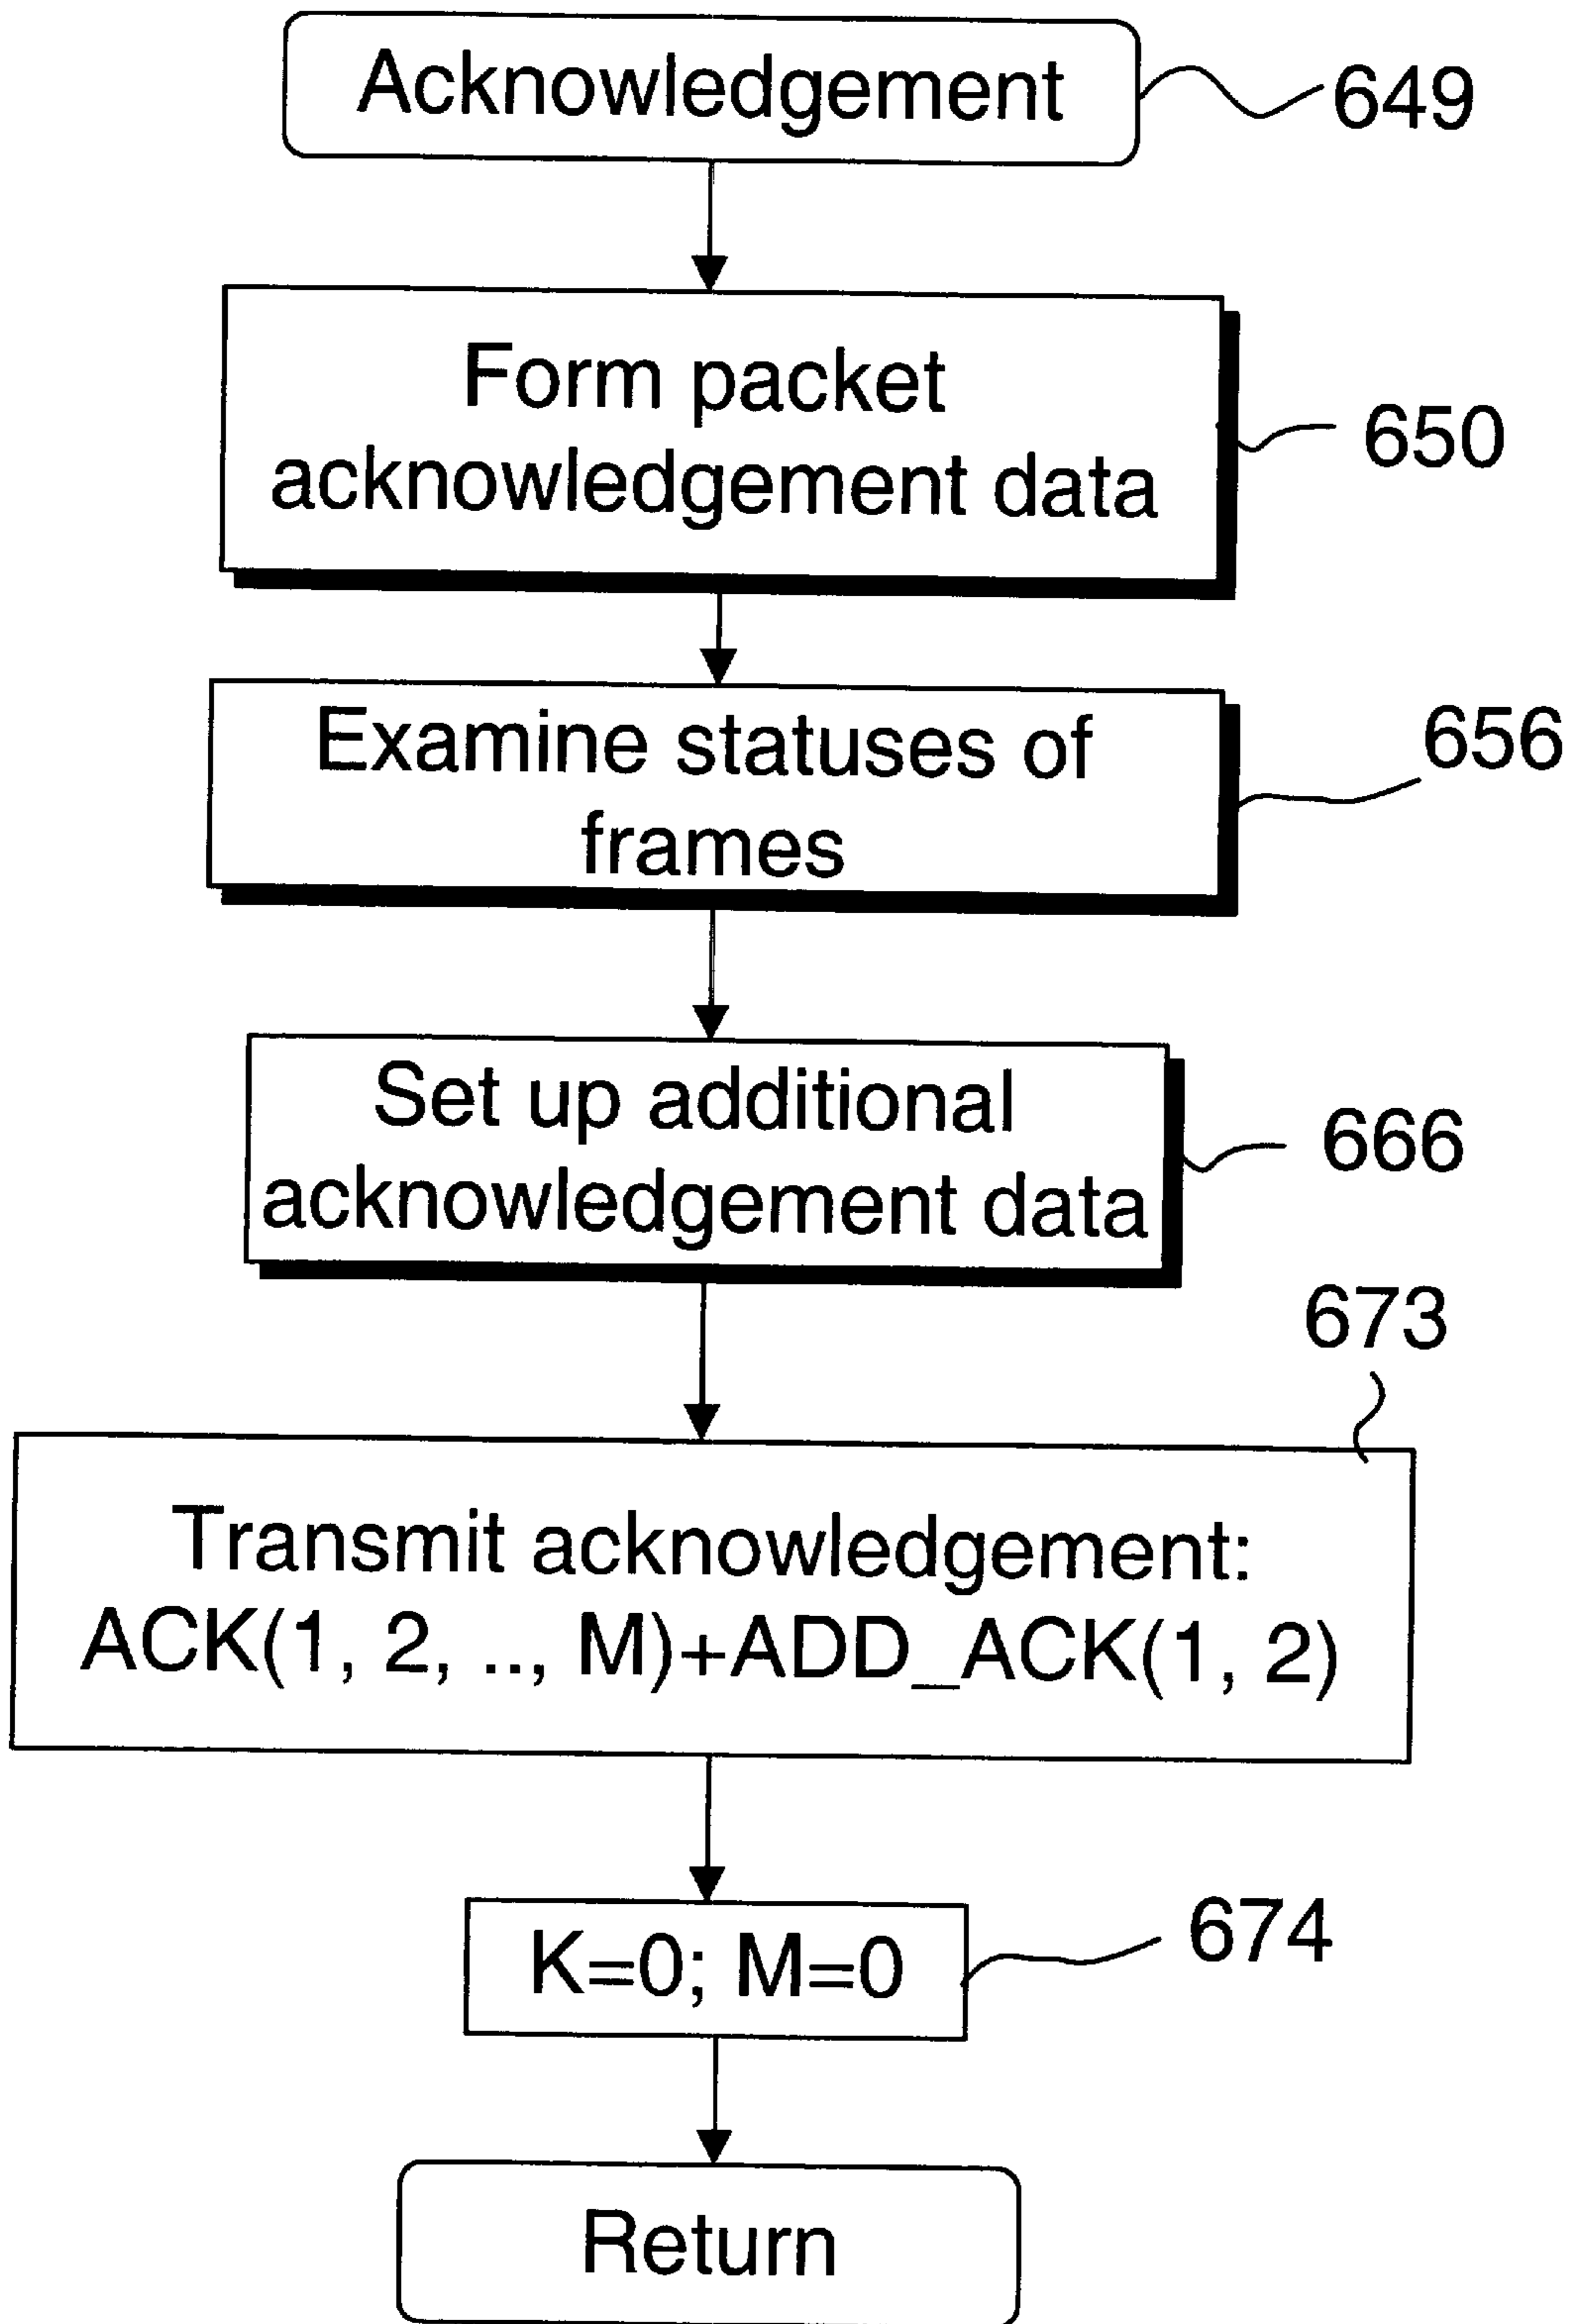 Acknowledgement
649
Form packet
acknowledgement data
650
Examine statuses of
frames
656
Set up additional
acknowledgement data
666
673
Transmit acknowledgement:
ACK(1, 2, .., M)+ADD_ACK(1, 2)
K=0; M=0
674
Return